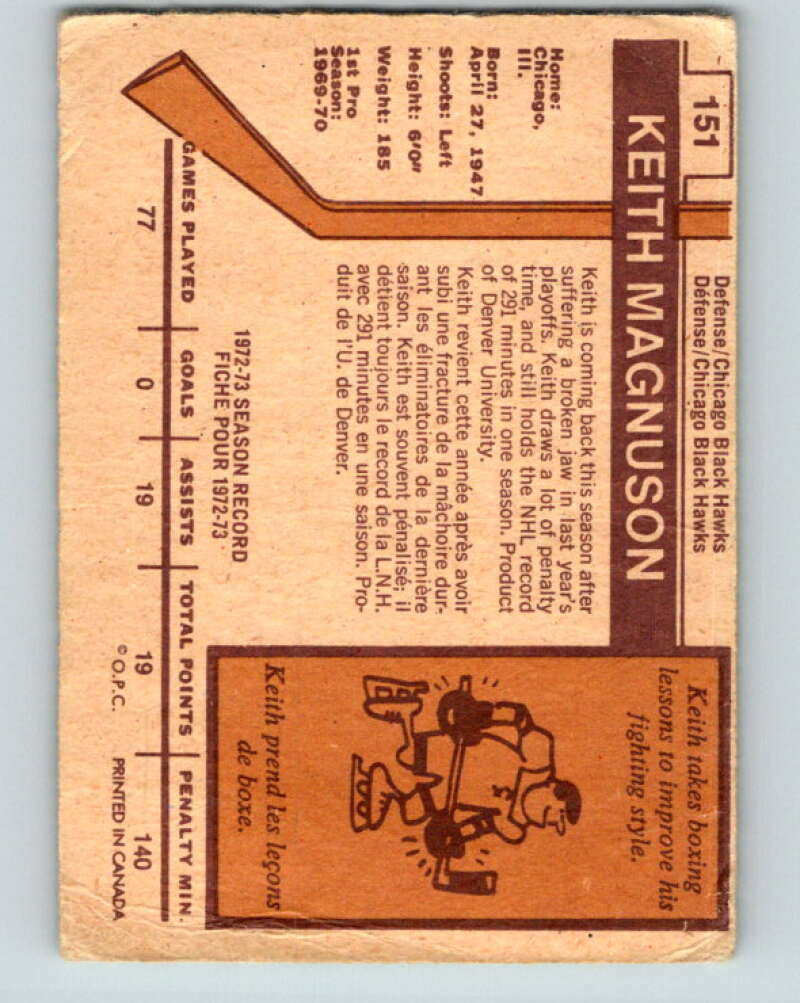 151
Defense/Chicago Black Hawks
Défense/Chicago Black Hawks
KEITH MAGNUSON
Home:
Chicago,
Ill.
Born:
April 27, 1947
Shoots: Left
Height: 6'0"
Weight: 185
1st Pro
Season:
1969-70
Keith is coming back this season after
suffering a broken jaw in last year's
playoffs. Keith draws a lot of penalty
time, and still holds the NHL record
of 291 minutes in one season. Product
of Denver University.
Keith revient cette année après avoir
subi une fracture de la mâchoire dur-
ant les éliminatoires de la dernière
saison. Keith est souvent pénalisé; il
détient toujours le record de la L.N.H.
avec 291 minutes en une saison. Pro-
duit de l'U. de Denver.
Keith takes boxing
lessons to improve his
fighting style.
Keith prend les leçons
de boxe.
1972-73 SEASON RECORD
FICHE POUR 1972-73
GAMES PLAYED GOALS ASSISTS TOTAL POINTS PENALTY MIN.
77 0 19 19 140
© O.P.C. PRINTED IN CANADA